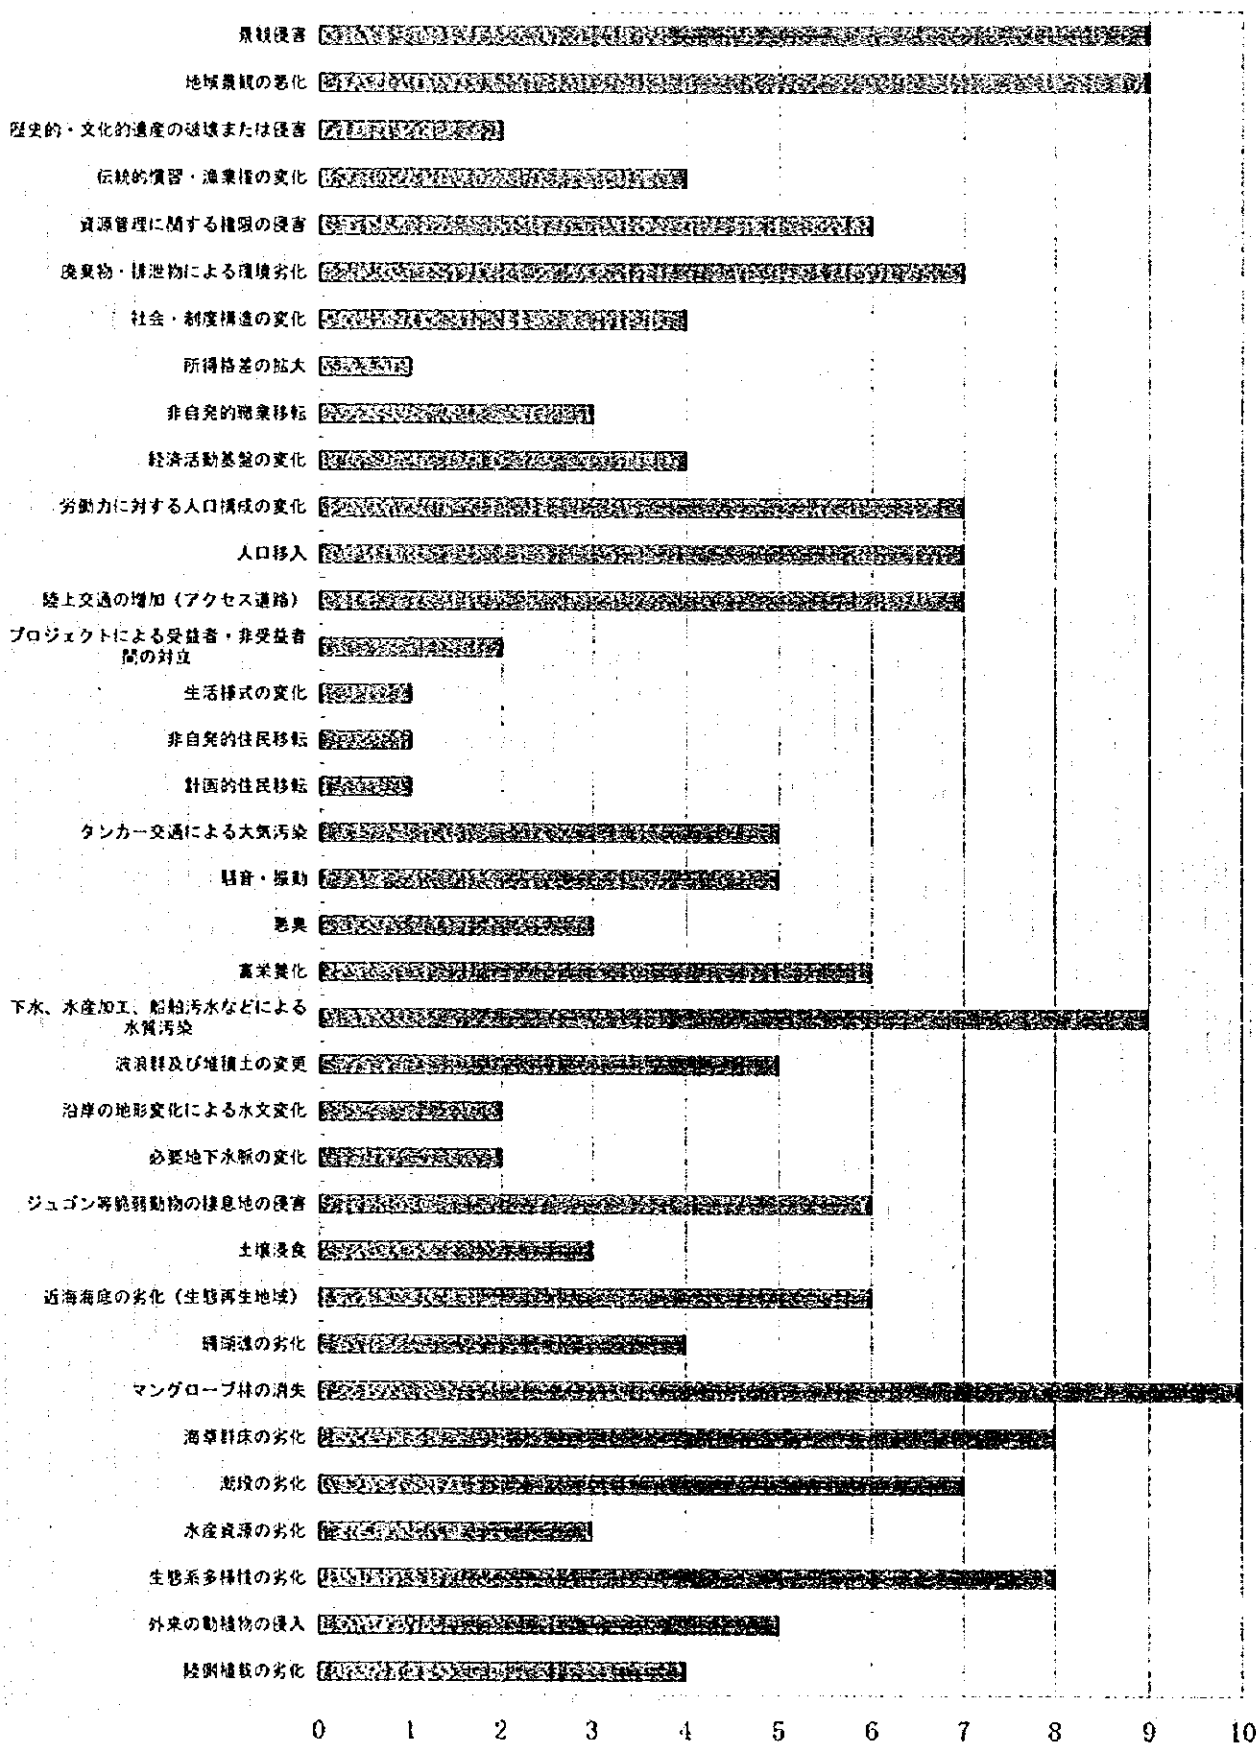 景観侵害
地域景観の悪化
歴史的・文化的遺産の破壊または侵害
伝統的慣習・漁業権の変化
資源管理に関する権限の侵害
廃棄物・排泄物による環境劣化
社会・制度構造の変化
所得格差の拡大
非自発的職業移転
経済活動基盤の変化
労働力に対する人口構成の変化
人口移入
陸上交通の増加（アクセス道路）
プロジェクトによる受益者・非受益者
間の対立
生活様式の変化
非自発的住民移転
計画的住民移転
タンカー交通による大気汚染
騒音・振動
悪臭
富栄養化
下水、水産加工、船舶汚水などによる
水質汚染
波浪群及び堆積土の変更
沿岸の地形変化による水文変化
必要地下水脈の変化
ジュゴン等脆弱動物の棲息地の侵害
土壌浸食
近海海底の劣化（生態再生地域）
珊瑚礁の劣化
マングローブ林の消失
海草群床の劣化
の劣化
水産資源の劣化
生態系多様性の劣化
外来の動植物の侵入
陸側植栽の劣化
0 1 2 3 4 5 6 7 8 9 10